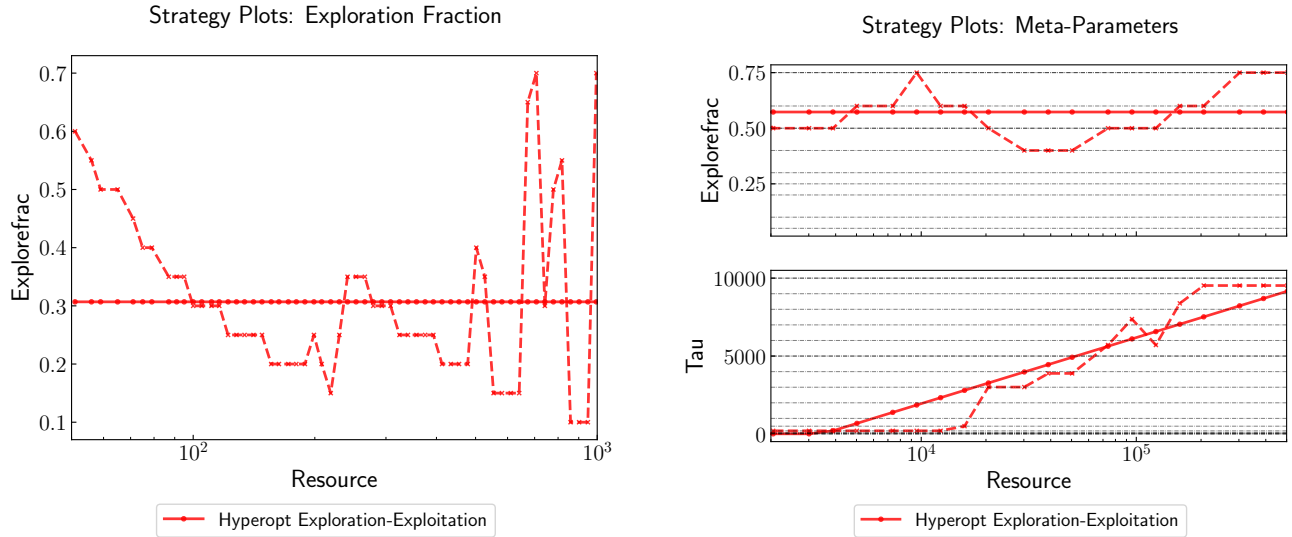 Strategy Plots: Exploration Fraction
0.7
0.6
0.5
0.4
0.3
0.2
0.1
Explorefrac
10²
10³
Resource
Hyperopt Exploration-Exploitation
Strategy Plots: Meta-Parameters
0.75
0.50
0.25
Explorefrac
10000
5000
0
Tau
10⁴
10⁵
Resource
Hyperopt Exploration-Exploitation